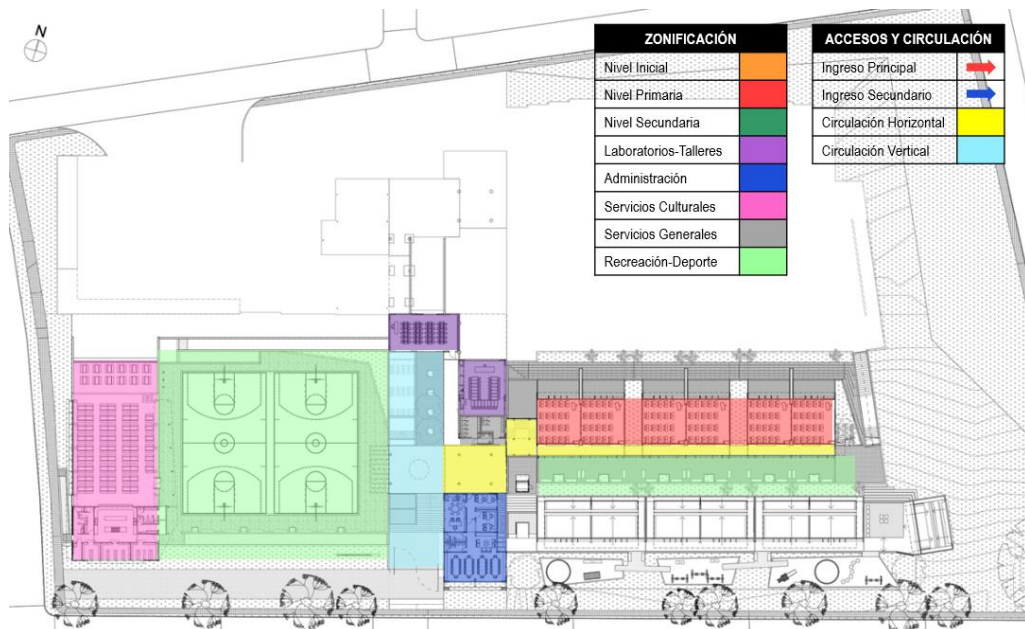 N
ZONIFICACIÓN
Nivel Inicial
Nivel Primaria
Nivel Secundaria
Laboratorios-Talleres
Administración
Servicios Culturales
Servicios Generales
Recreación-Deporte
ACCESOS Y CIRCULACIÓN
Ingreso Principal
Ingreso Secundario
Circulación Horizontal
Circulación Vertical